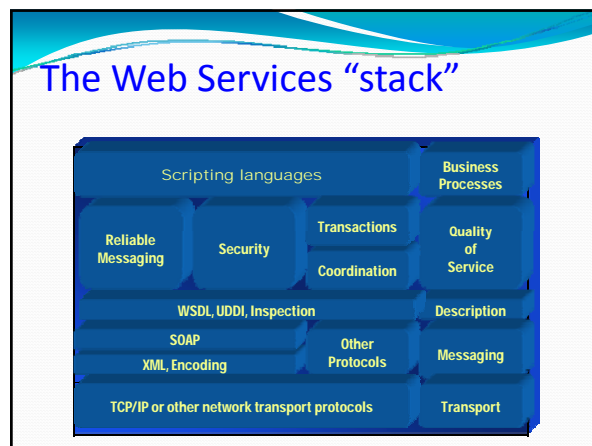 The Web Services “stack”
Scripting languages
Business
Processes
Reliable
Messaging
Security
Transactions
Coordination
Quality
of
Service
WSDL, UDDI, Inspection
Description
SOAP
XML, Encoding
Other
Protocols
Messaging
TCP/IP or other network transport protocols
Transport